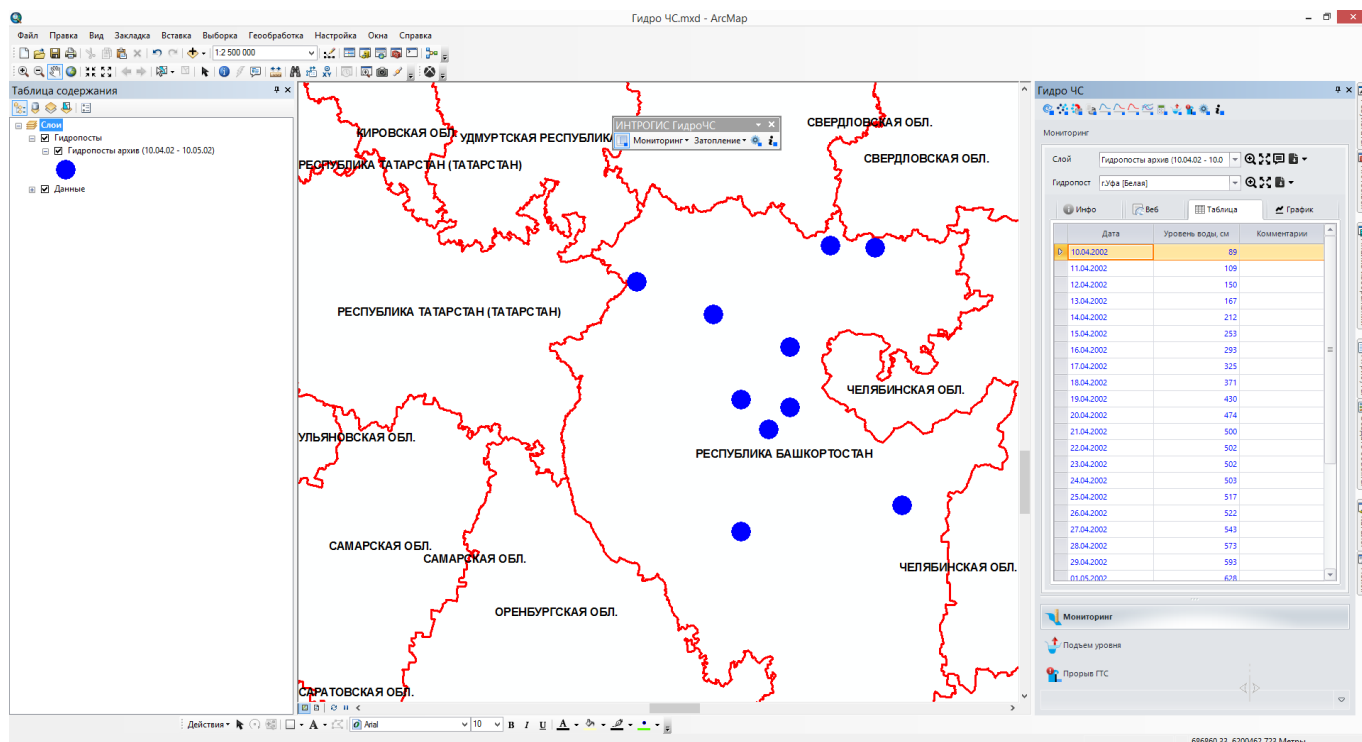 Гидро ЧС.mxd - ArcMap
Файл Правка Вид Закладка Вставка Выборка Геообработка Настройка Окна Справка
1:2 500 000
Таблица содержания
Слои
Гидропосты
Гидропосты архив (10.04.02 - 10.05.02)
Данные
КИРОВСКАЯ ОБЛ.
УДМУРТСКАЯ РЕСПУБЛИКА
РЕСПУБЛИКА ТАТАРСТАН (ТАТАРСТАН)
ИНТРОГИС ГидроЧС
Мониторинг Затопление
СВЕРДЛОВСКАЯ ОБЛ.
СВЕРДЛОВСКАЯ ОБЛ.
РЕСПУБЛИКА ТАТАРСТАН (ТАТАРСТАН)
ЧЕЛЯБИНСКАЯ ОБЛ.
УЛЬЯНОВСКАЯ ОБЛ.
РЕСПУБЛИКА БАШКОРТОСТАН
САМАРСКАЯ ОБЛ.
САМАРСКАЯ ОБЛ.
ЧЕЛЯБИНСКАЯ ОБЛ.
ОРЕНБУРГСКАЯ ОБЛ.
САРАТОВСКАЯ ОБЛ.
Гидро ЧС
Мониторинг
Слой Гидропосты архив (10.04.02 - 10.0
Гидропост г.Уфа [Белая]
Инфо Веб Таблица График
Дата Уровень воды, см Комментарии
10.04.2002 89
11.04.2002 109
12.04.2002 150
13.04.2002 167
14.04.2002 212
15.04.2002 253
16.04.2002 293
17.04.2002 325
18.04.2002 371
19.04.2002 430
20.04.2002 474
21.04.2002 500
22.04.2002 502
23.04.2002 502
24.04.2002 503
25.04.2002 517
26.04.2002 522
27.04.2002 543
28.04.2002 573
29.04.2002 593
01.05.2002 628
Мониторинг
Подъем уровня
Прорыв ГТС
Действия Arial 10 B I U A
686860,33 6200462,723 Метры